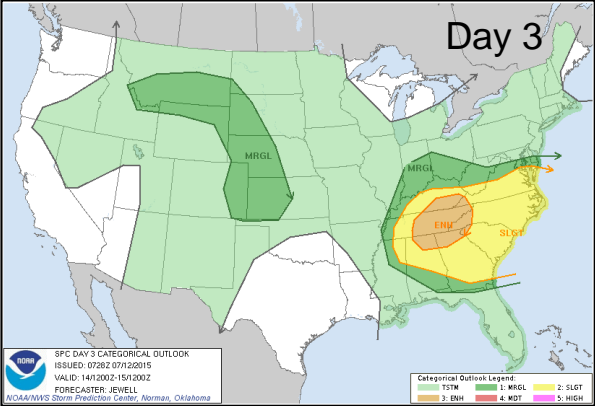 Day 3
MRGL
MRGL
ENH
SLGT
SPC DAY 3 CATEGORICAL OUTLOOK
ISSUED: 0728Z 07/12/2015
VALID: 14/1200Z-15/1200Z
FORECASTER: JEWELL
NOAA/NWS Storm Prediction Center, Norman, Oklahoma
NOAA
Categorical Outlook Legend:
TSTM 1: MRGL 2: SLGT
3: ENH 4: MDT 5: HIGH